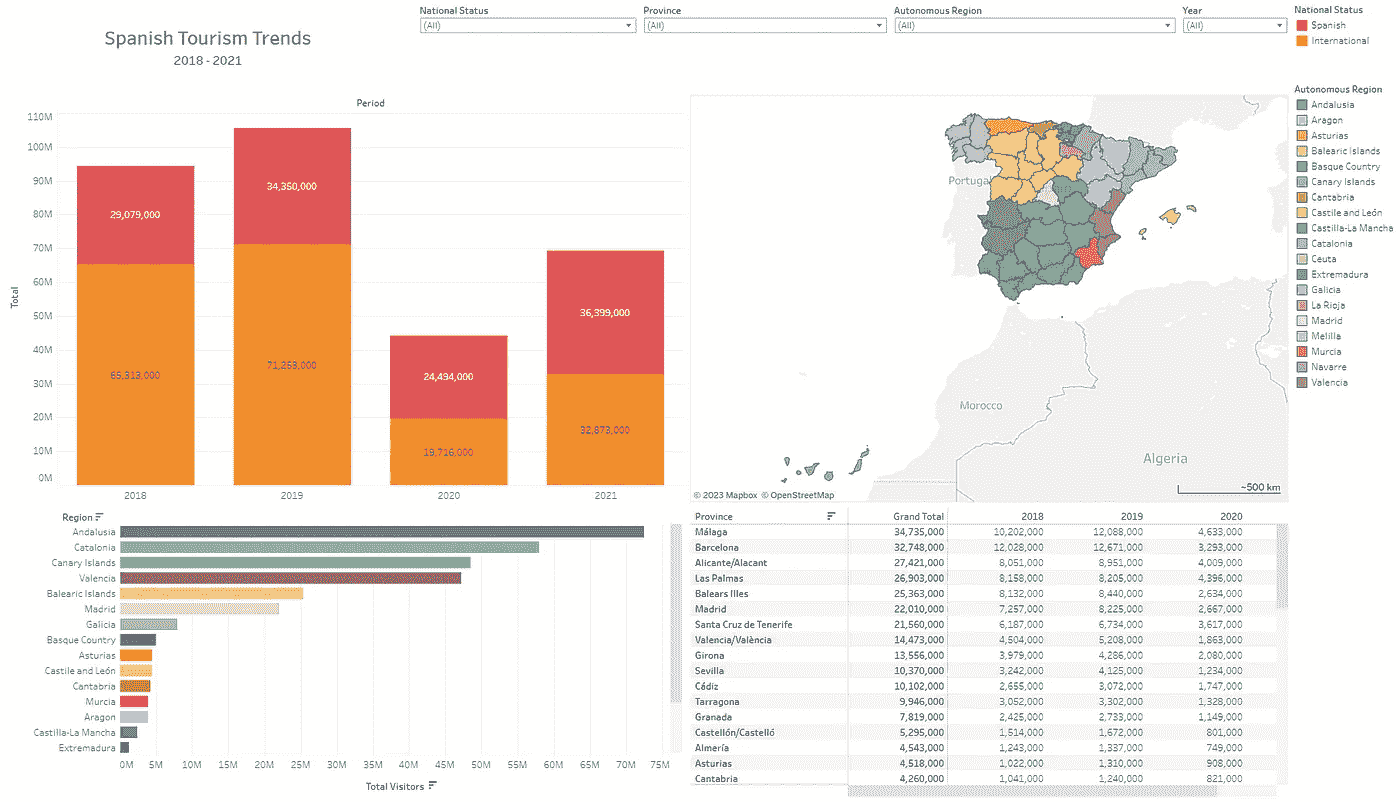 Spanish Tourism Trends
2018 - 2021
National Status
(All)
Province
(All)
Autonomous Region
(All)
Year
(All)
National Status
Spanish
International
Autonomous Region
Andalusia
Aragon
Asturias
Balearic Islands
Basque Country
Canary Islands
Cantabria
Castile and León
Castilla-La Mancha
Catalonia
Ceuta
Extremadura
Galicia
La Rioja
Madrid
Melilla
Murcia
Navarre
Valencia
Period
Total
110M
100M
90M
80M
70M
60M
50M
40M
30M
20M
10M
0M
29,079,000
65,313,000
34,350,000
71,253,000
24,494,000
19,716,000
36,399,000
32,873,000
2018 2019 2020 2021
Portugal
Morocco
Algeria
© 2023 Mapbox © OpenStreetMap
~500 km
Region
Andalusia
Catalonia
Canary Islands
Valencia
Balearic Islands
Madrid
Galicia
Basque Country
Asturias
Castile and León
Cantabria
Murcia
Aragon
Castilla-La Mancha
Extremadura
0M 5M 10M 15M 20M 25M 30M 35M 40M 45M 50M 55M 60M 65M 70M 75M
Total Visitors
Province Grand Total 2018 2019 2020
Málaga 34,735,000 10,202,000 12,088,000 4,633,000
Barcelona 32,748,000 12,028,000 12,671,000 3,293,000
Alicante/Alacant 27,421,000 8,051,000 8,951,000 4,009,000
Las Palmas 26,903,000 8,158,000 8,205,000 4,396,000
Balears Illes 25,363,000 8,132,000 8,440,000 2,634,000
Madrid 22,010,000 7,257,000 8,225,000 2,667,000
Santa Cruz de Tenerife 21,560,000 6,187,000 6,734,000 3,617,000
Valencia/València 14,473,000 4,504,000 5,208,000 1,863,000
Girona 13,556,000 3,979,000 4,286,000 2,080,000
Sevilla 10,370,000 3,242,000 4,125,000 1,234,000
Cádiz 10,102,000 2,655,000 3,072,000 1,747,000
Tarragona 9,946,000 3,052,000 3,302,000 1,328,000
Granada 7,819,000 2,425,000 2,733,000 1,149,000
Castellón/Castelló 5,295,000 1,514,000 1,672,000 801,000
Almería 4,543,000 1,243,000 1,337,000 749,000
Asturias 4,518,000 1,022,000 1,310,000 908,000
Cantabria 4,260,000 1,041,000 1,240,000 821,000